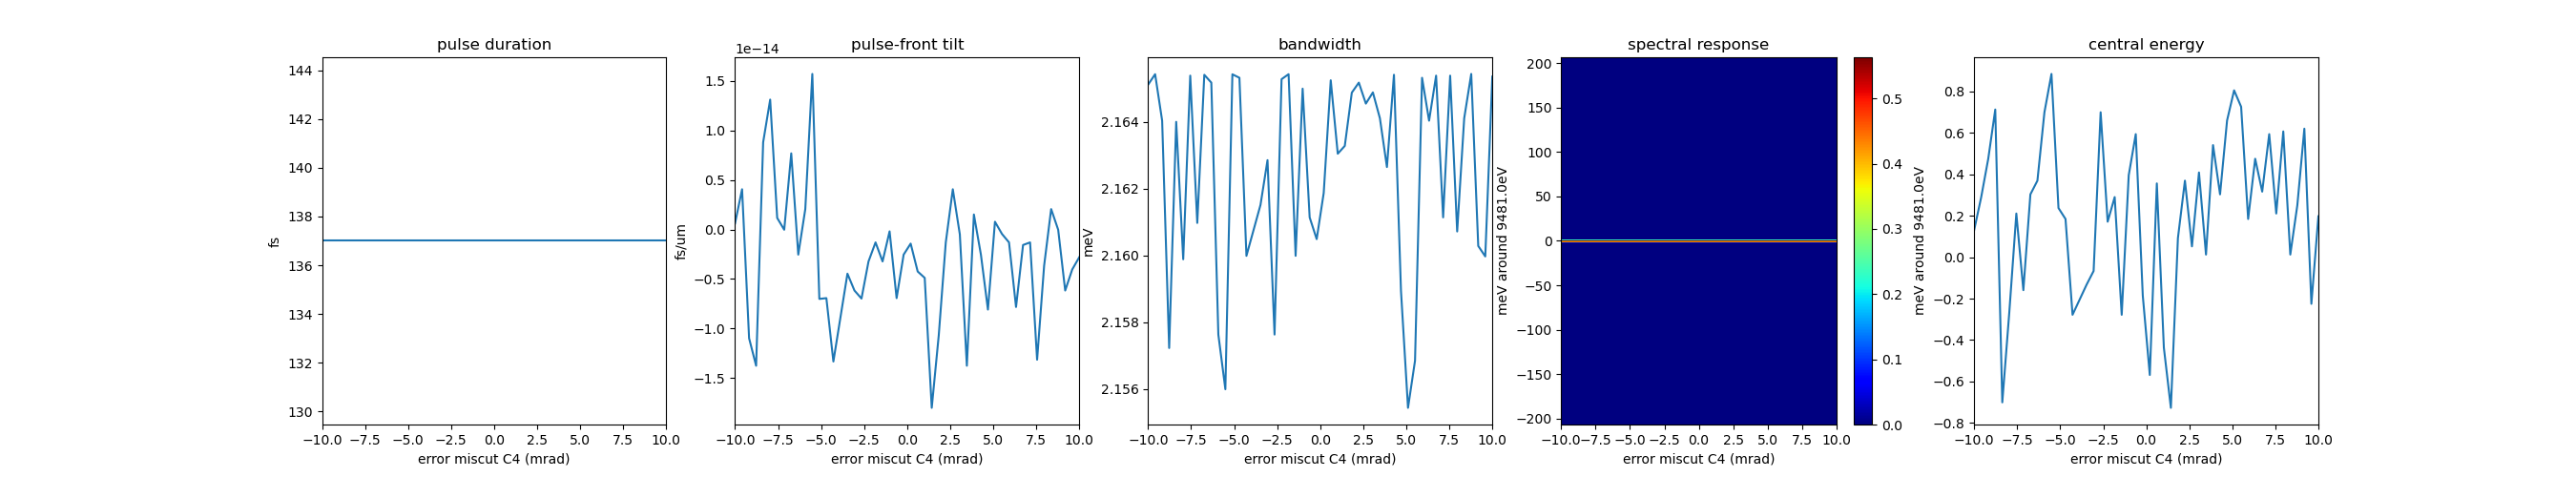 pulse duration
144
142
140
138
136
134
132
130
fs
−10.0 −7.5 −5.0 −2.5 0.0 2.5 5.0 7.5 10.0
error miscut C4 (mrad)
pulse-front tilt
1e−14
1.5
1.0
0.5
0.0
−0.5
−1.0
−1.5
fs/um
−10.0 −7.5 −5.0 −2.5 0.0 2.5 5.0 7.5 10.0
error miscut C4 (mrad)
bandwidth
2.164
2.162
2.160
2.158
2.156
meV
−10.0 −7.5 −5.0 −2.5 0.0 2.5 5.0 7.5 10.0
error miscut C4 (mrad)
spectral response
200
150
100
50
0
−50
−100
−150
−200
meV around 9481.0eV
−10.0 −7.5 −5.0 −2.5 0.0 2.5 5.0 7.5 10.0
error miscut C4 (mrad)
0.5
0.4
0.3
0.2
0.1
0.0
central energy
0.8
0.6
0.4
0.2
0.0
−0.2
−0.4
−0.6
−0.8
meV around 9481.0eV
−10.0 −7.5 −5.0 −2.5 0.0 2.5 5.0 7.5 10.0
error miscut C4 (mrad)